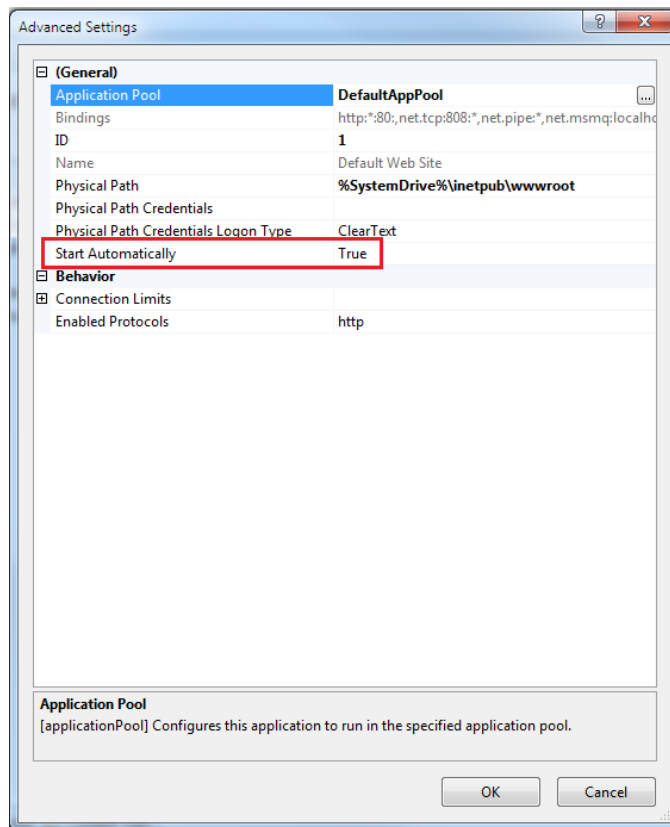 Advanced Settings
(General)
Application Pool DefaultAppPool ...
Bindings http:*:80:,net.tcp:808:*,net.pipe:*,net.msmq:localhc
ID 1
Name Default Web Site
Physical Path %SystemDrive%\inetpub\wwwroot
Physical Path Credentials
Physical Path Credentials Logon Type ClearText
Start Automatically True
Behavior
Connection Limits
Enabled Protocols http
Application Pool
[applicationPool] Configures this application to run in the specified application pool.
OK Cancel